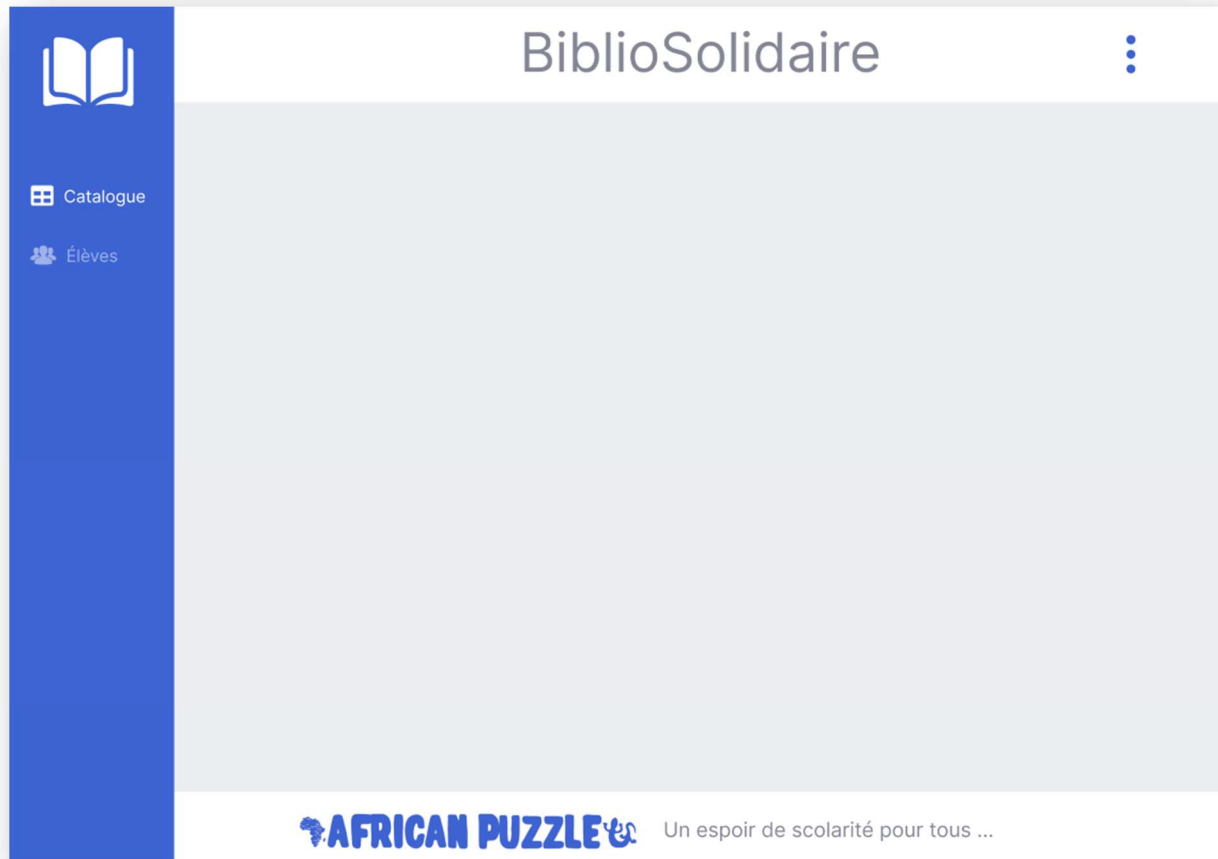 BiblioSolidaire
Catalogue
Élèves
AFRICAN PUZZLE
Un espoir de scolarité pour tous ...